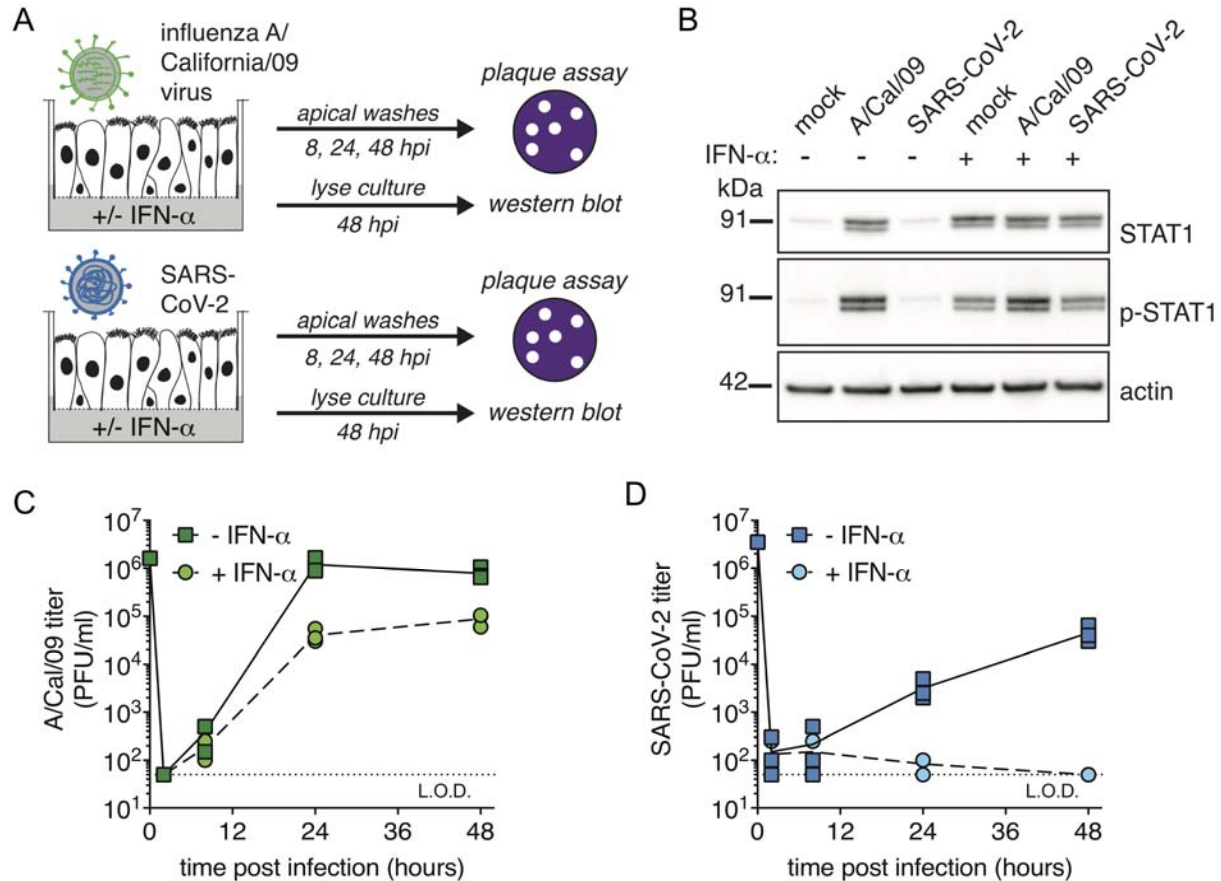 A
influenza A/
California/09
virus
apical washes
8, 24, 48 hpi
plaque assay
lyse culture
48 hpi
western blot
+/- IFN-α
SARS-
CoV-2
apical washes
8, 24, 48 hpi
plaque assay
lyse culture
48 hpi
western blot
+/- IFN-α
B
mock A/Cal/09 SARS-CoV-2 mock A/Cal/09 SARS-CoV-2
IFN-α: - - - + + +
kDa
91 STAT1
91 p-STAT1
42 actin
C
- IFN-α
+ IFN-α
A/Cal/09 titer
(PFU/ml)
10⁷
10⁶
10⁵
10⁴
10³
10²
10¹
L.O.D.
0 12 24 36 48
time post infection (hours)
D
- IFN-α
+ IFN-α
SARS-CoV-2 titer
(PFU/ml)
10⁷
10⁶
10⁵
10⁴
10³
10²
10¹
L.O.D.
0 12 24 36 48
time post infection (hours)